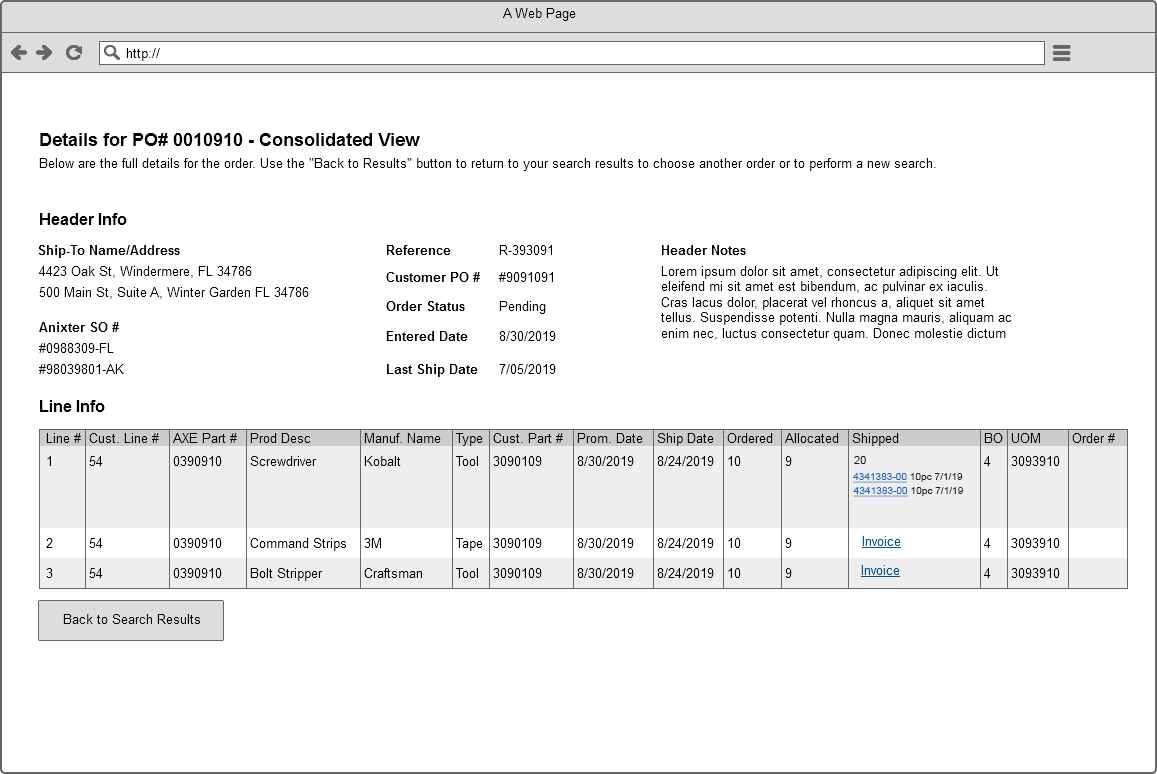 A Web Page
http://
Details for PO# 0010910 - Consolidated View
Below are the full details for the order. Use the "Back to Results" button to return to your search results to choose another order or to perform a new search.
Header Info
Ship-To Name/Address
4423 Oak St, Windermere, FL 34786
500 Main St, Suite A, Winter Garden FL 34786
Anixter SO #
#0988309-FL
#98039801-AK
Reference R-393091
Customer PO # #9091091
Order Status Pending
Entered Date 8/30/2019
Last Ship Date 7/05/2019
Header Notes
Lorem ipsum dolor sit amet, consectetur adipiscing elit. Ut
eleifend mi sit amet est bibendum, ac pulvinar ex iaculis.
Cras lacus dolor, placerat vel rhoncus a, aliquet sit amet
tellus. Suspendisse potenti. Nulla magna mauris, aliquam ac
enim nec, luctus consectetur quam. Donec molestie dictum
Line Info
Line # Cust. Line # AXE Part # Prod Desc Manuf. Name Type Cust. Part # Prom. Date Ship Date Ordered Allocated Shipped BO UOM Order #
1 54 0390910 Screwdriver Kobalt Tool 3090109 8/30/2019 8/24/2019 10 9 20 4 3093910
4341383-00 10pc 7/1/19
4341383-00 10pc 7/1/19
2 54 0390910 Command Strips 3M Tape 3090109 8/30/2019 8/24/2019 10 9 Invoice 4 3093910
3 54 0390910 Bolt Stripper Craftsman Tool 3090109 8/30/2019 8/24/2019 10 9 Invoice 4 3093910
Back to Search Results